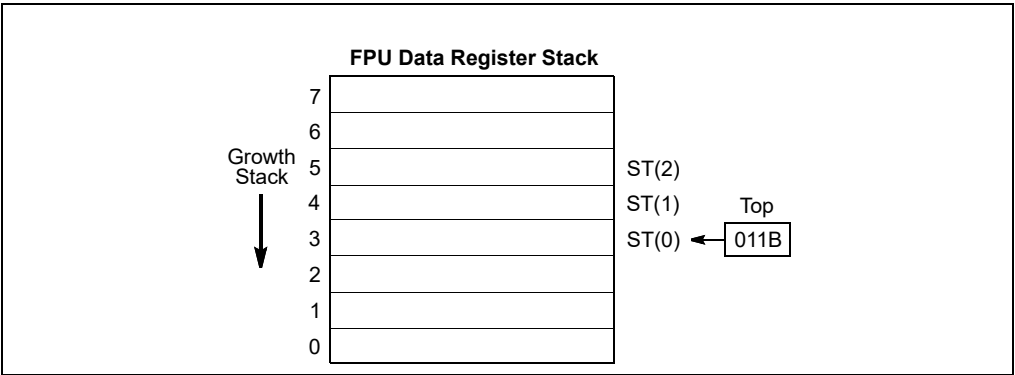 FPU Data Register Stack
7
6
Growth
Stack
5 ST(2)
4 ST(1) Top
3 ST(0) 011B
2
1
0